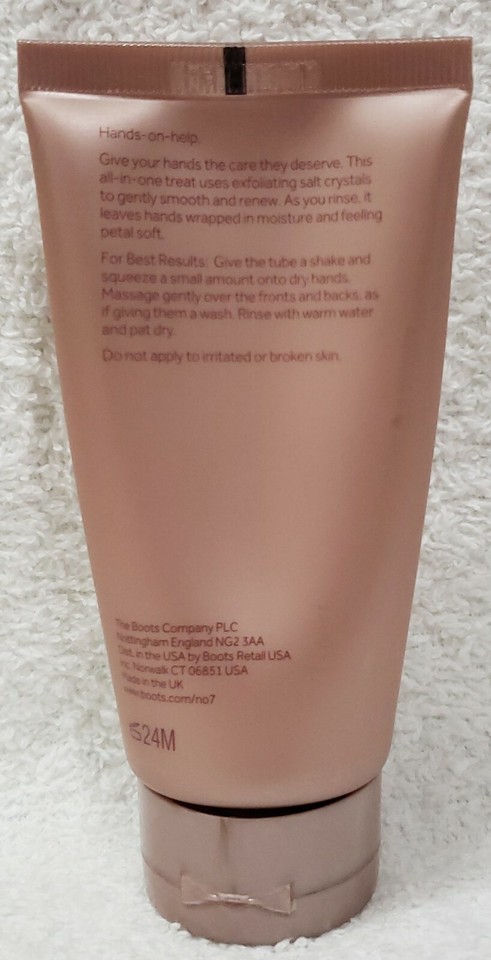 Hands-on-help.
Give your hands the care they deserve. This
all-in-one treat uses exfoliating salt crystals
to gently smooth and renew. As you rinse, it
leaves hands wrapped in moisture and feeling
petal soft.
For Best Results: Give the tube a shake and
squeeze a small amount onto dry hands.
Massage gently over the fronts and backs, as
if giving them a wash. Rinse with warm water
and pat dry.
Do not apply to irritated or broken skin.
The Boots Company PLC
Nottingham England NG2 3AA
Dist. in the USA by Boots Retail USA
Inc. Norwalk CT 06851 USA
Made in the UK
www.boots.com/no7
24M